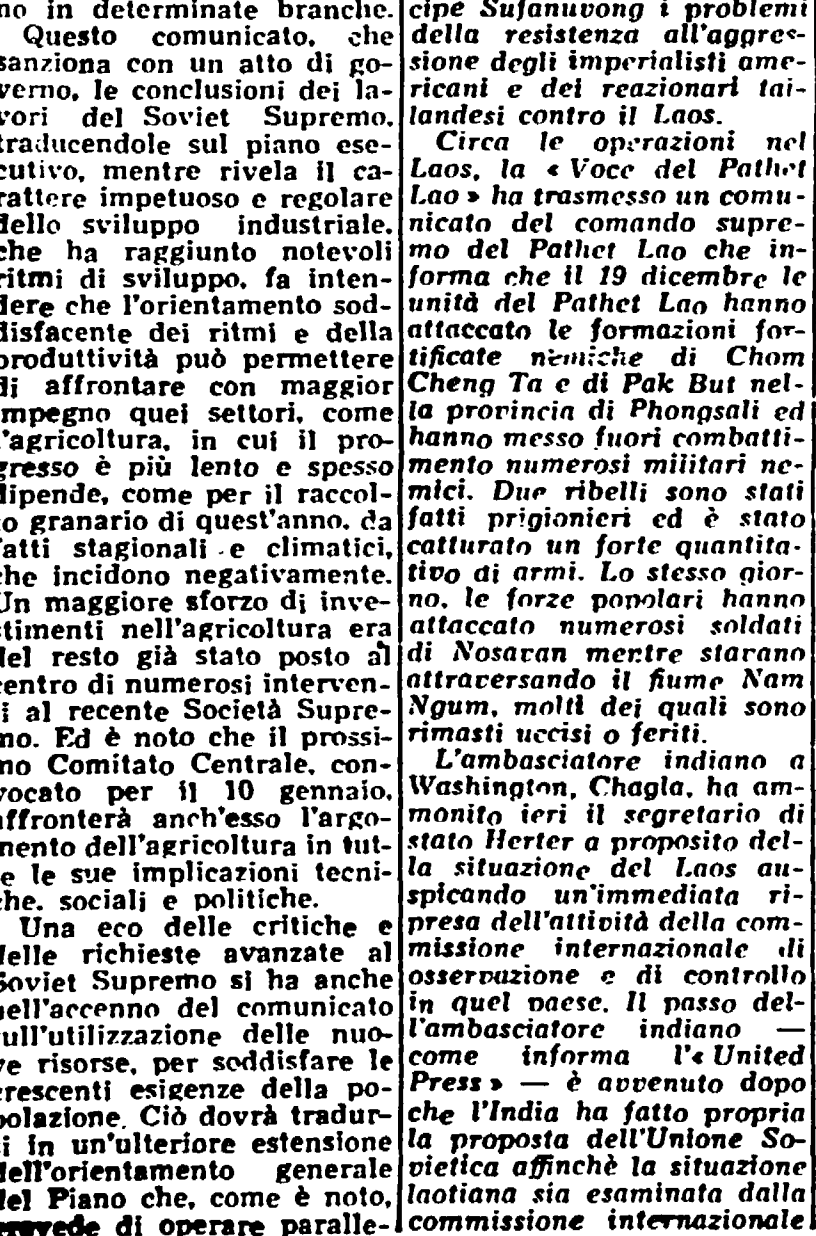 no in determinate branche.
Questo comunicato, che
sanziona con un atto di go-
verno, le conclusioni dei la-
vori del Soviet Supremo,
traducendole sul piano ese-
cutivo, mentre rivela il ca-
rattere impetuoso e regolare
dello sviluppo industriale,
che ha raggiunto notevoli
ritmi di sviluppo, fa inten-
dere che l'orientamento sod-
disfacente dei ritmi e della
produttività può permettere
di affrontare con maggior
impegno quei settori, come
l'agricoltura, in cui il pro-
gresso è più lento e spesso
dipende, come per il raccol-
to granario di quest'anno, da
fatti stagionali e climatici,
che incidono negativamente.
Un maggiore sforzo di inve-
stimenti nell'agricoltura era
del resto già stato posto al
centro di numerosi interven-
ti al recente Società Supre-
mo. Ed è noto che il prossi-
mo Comitato Centrale, con-
vocato per il 10 gennaio,
affronterà anch'esso l'argo-
mento dell'agricoltura in tut-
te le sue implicazioni tecni-
che, sociali e politiche.
Una eco delle critiche e
delle richieste avanzate al
Soviet Supremo si ha anche
nell'accenno del comunicato
sull'utilizzazione delle nuo-
ve risorse, per soddisfare le
crescenti esigenze della po-
polazione. Ciò dovrà tradur-
si in un'ulteriore estensione
dell'orientamento generale
del Piano che, come è noto,
prevede di operare paralle-
cipe Sufanuvong i problemi
della resistenza all'aggres-
sione degli imperialisti ame-
ricani e dei reazionari tai-
landesi contro il Laos.
Circa le operazioni nel
Laos, la « Voce del Pathet
Lao » ha trasmesso un comu-
nicato del comando supre-
mo del Pathet Lao che in-
forma che il 19 dicembre le
unità del Pathet Lao hanno
attaccato le formazioni for-
tificate nemiche di Chom
Cheng Ta e di Pak But nel-
la provincia di Phongsali ed
hanno messo fuori combatti-
mento numerosi militari ne-
mici. Due ribelli sono stati
fatti prigionieri ed è stato
catturato un forte quantita-
tivo di armi. Lo stesso gior-
no, le forze popolari hanno
attaccato numerosi soldati
di Nosavan mentre stavano
attraversando il fiume Nam
Ngum, molti dei quali sono
rimasti uccisi o feriti.
L'ambasciatore indiano a
Washington, Chagla, ha am-
monito ieri il segretario di
stato Herter a proposito del-
la situazione del Laos au-
spicando un'immediata ri-
presa dell'attività della com-
missione internazionale di
osservazione e di controllo
in quel paese. Il passo del-
l'ambasciatore indiano —
come informa l'« United
Press » — è avvenuto dopo
che l'India ha fatto propria
la proposta dell'Unione So-
vietica affinchè la situazione
laotiana sia esaminata dalla
commissione internazionale